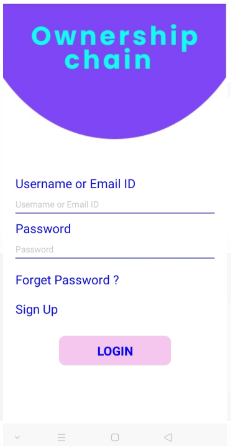 Ownership
chain
Username or Email ID
Username or Email ID
Password
Password
Forget Password ?
Sign Up
LOGIN